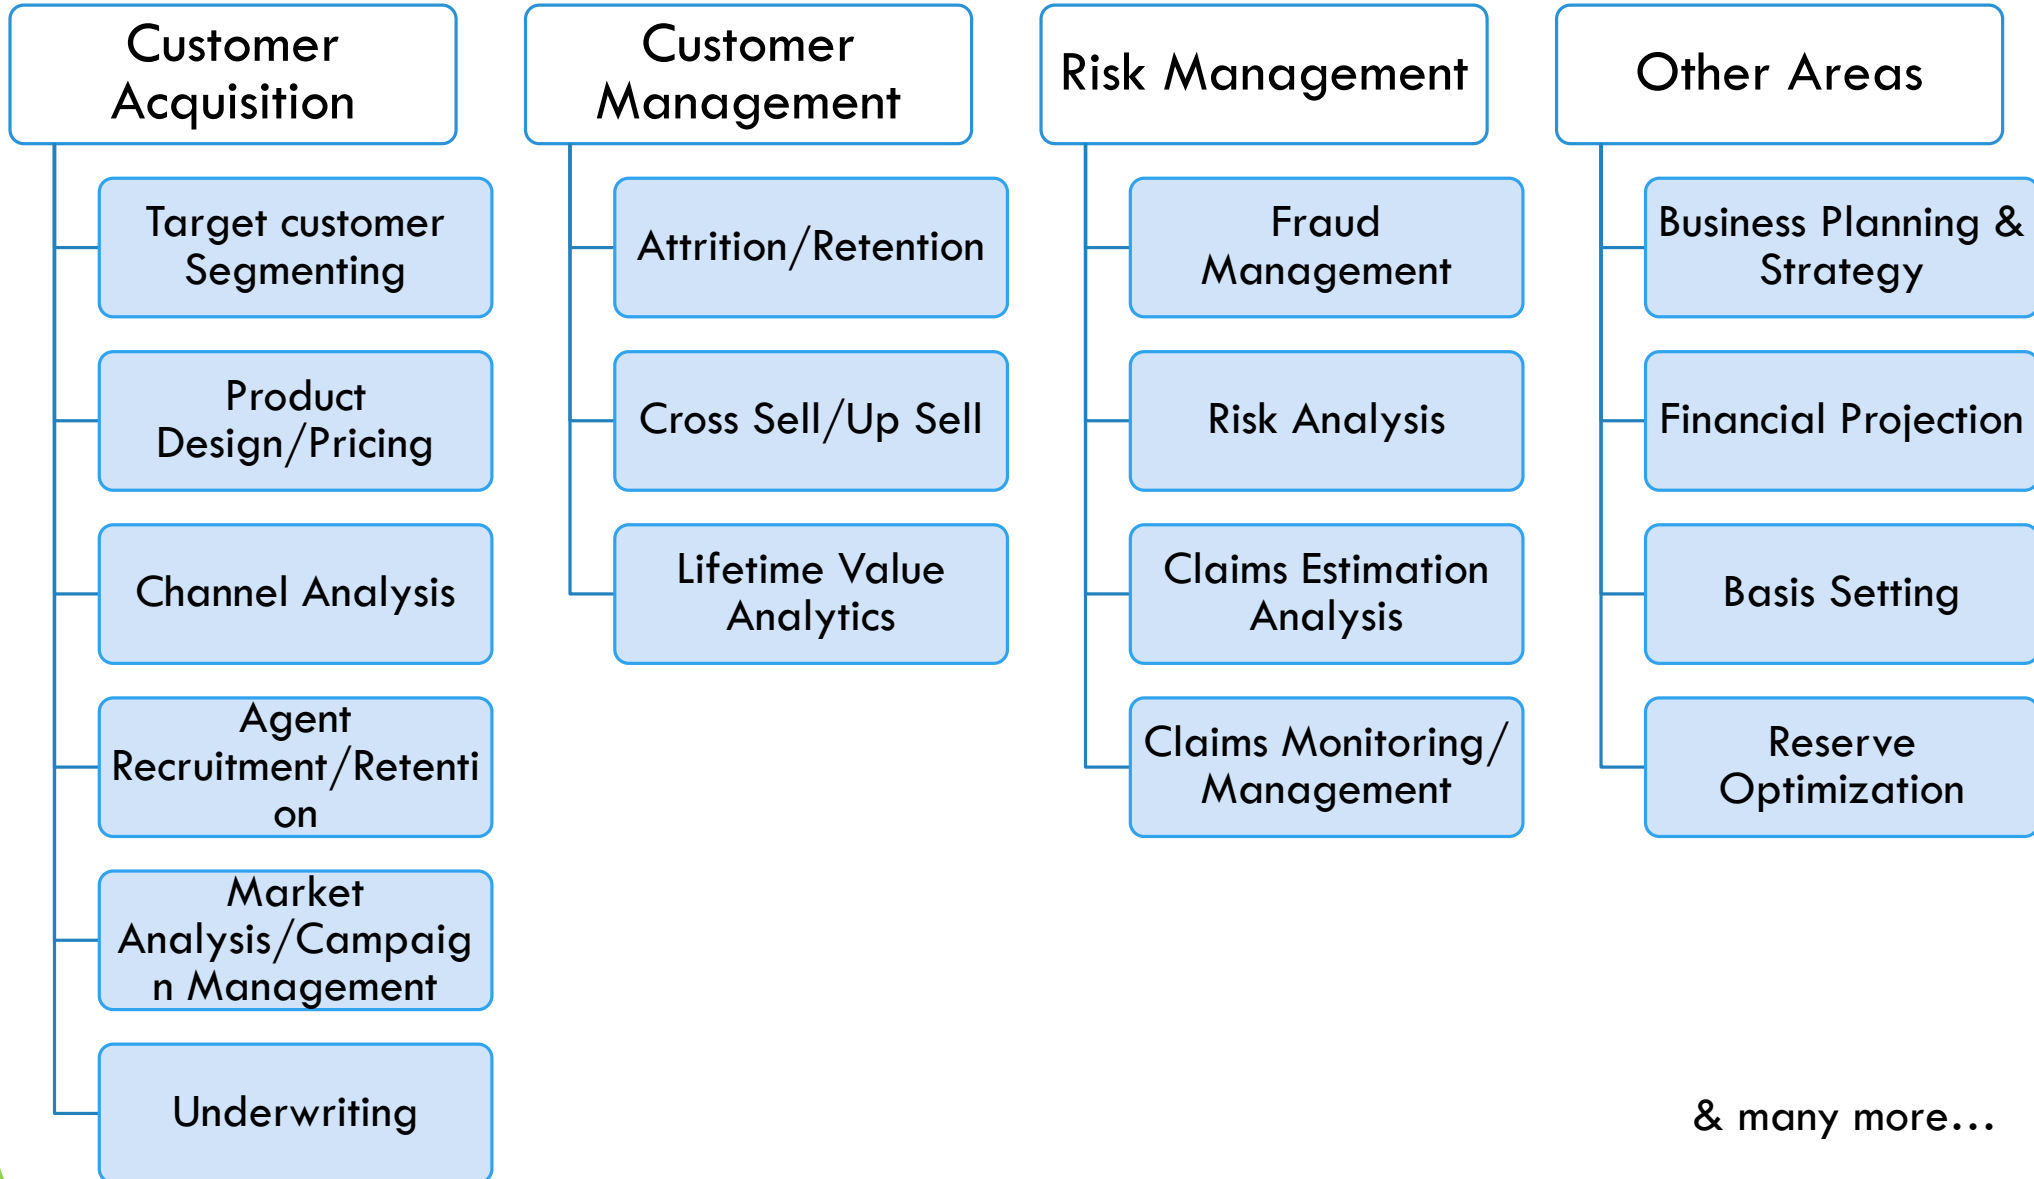 Customer
Acquisition
Target customer
Segmenting
Product
Design/Pricing
Channel Analysis
Agent
Recruitment/Retenti
on
Market
Analysis/Campaig
n Management
Underwriting
Customer
Management
Attrition/Retention
Cross Sell/Up Sell
Lifetime Value
Analytics
Risk Management
Fraud
Management
Risk Analysis
Claims Estimation
Analysis
Claims Monitoring/
Management
Other Areas
Business Planning &
Strategy
Financial Projection
Basis Setting
Reserve
Optimization
& many more...